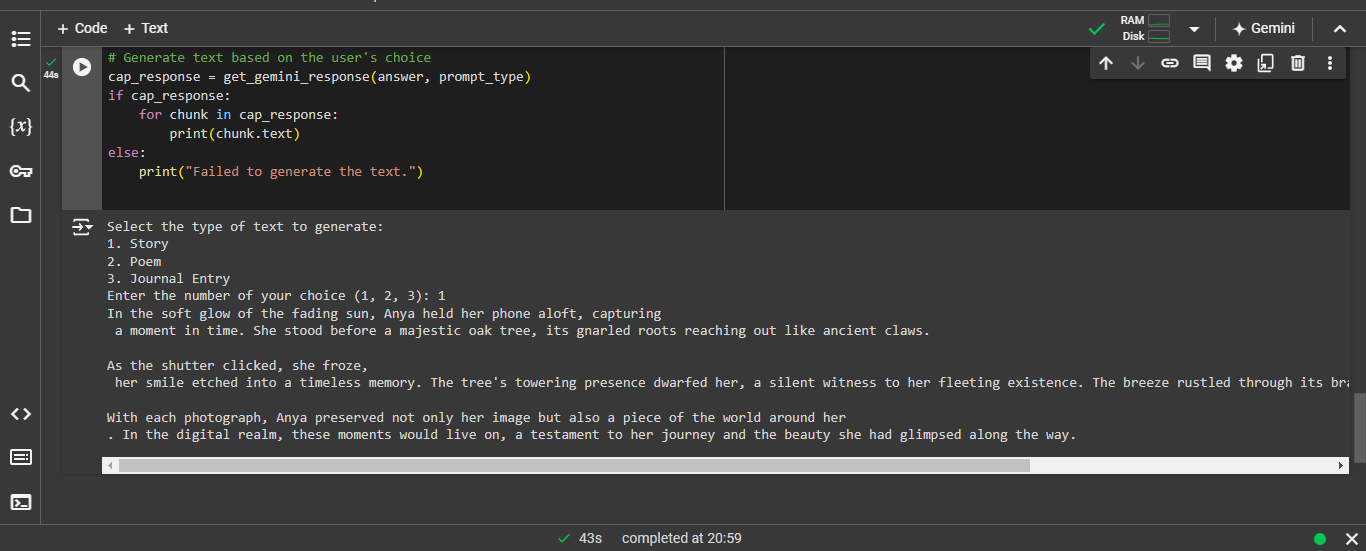 + Code + Text
RAM
Disk
Gemini
44s
# Generate text based on the user's choice
cap_response = get_gemini_response(answer, prompt_type)
if cap_response:
    for chunk in cap_response:
        print(chunk.text)
else:
    print("Failed to generate the text.")
{x}
Select the type of text to generate:
1. Story
2. Poem
3. Journal Entry
Enter the number of your choice (1, 2, 3): 1
In the soft glow of the fading sun, Anya held her phone aloft, capturing
 a moment in time. She stood before a majestic oak tree, its gnarled roots reaching out like ancient claws.
As the shutter clicked, she froze,
 her smile etched into a timeless memory. The tree's towering presence dwarfed her, a silent witness to her fleeting existence. The breeze rustled through its
With each photograph, Anya preserved not only her image but also a piece of the world around her
. In the digital realm, these moments would live on, a testament to her journey and the beauty she had glimpsed along the way.
43s completed at 20:59